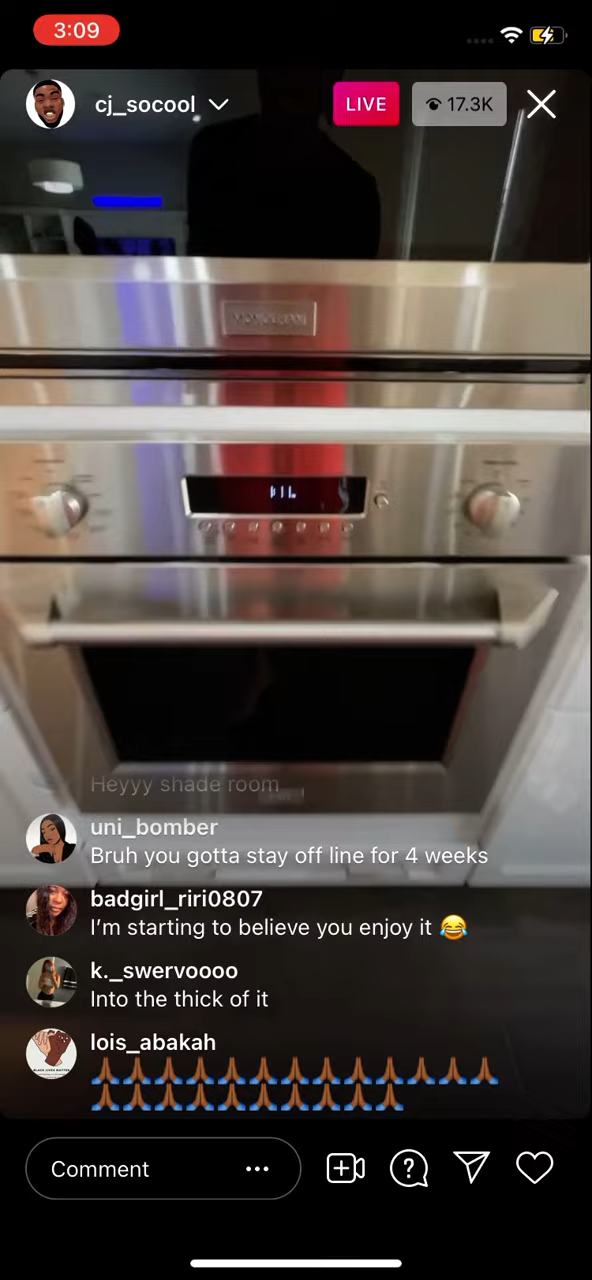 3:09
cj_socool
LIVE
17.3K
Heyyy shade room
uni_bomber
Bruh you gotta stay off line for 4 weeks
badgirl_riri0807
I’m starting to believe you enjoy it 😂
k._swervoooo
Into the thick of it
lois_abakah
🙏🏾🙏🏾🙏🏾🙏🏾🙏🏾🙏🏾🙏🏾🙏🏾🙏🏾🙏🏾🙏🏾🙏🏾🙏🏾
🙏🏾🙏🏾🙏🏾🙏🏾🙏🏾🙏🏾🙏🏾🙏🏾🙏🏾🙏🏾
Comment